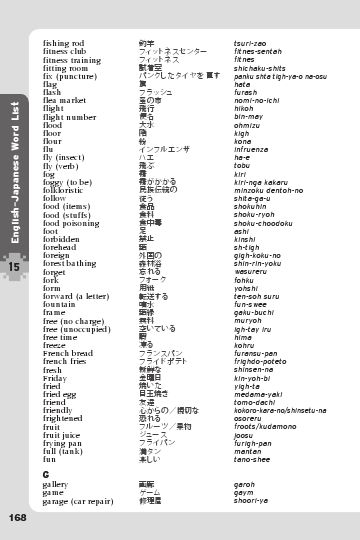 fishing rod 釣竿 tsuri-zao
fitness club フィットネスセンター fitnes-sentah
fitness training フィットネス fitnes
fitting room 試着室 shichaku-shits
fix (puncture) パンクしたタイヤを 直す panku shta tigh-ya-o na-osu
flag 旗 hata
flash フラッシュ furash
flea market 蚤の市 nomi-no-ichi
flight 飛行 hikoh
flight number 便名 bin-may
flood 大水 ohmizu
floor 階 kigh
flour 粉 kona
flu インフルエンザ infruenza
fly (insect) ハエ ha-e
fly (verb) 飛ぶ tobu
fog 霧 kiri
foggy (to be) 霧がかかる kiri-nga kakaru
folkloristic 民族伝統の minzoku dentoh-no
follow 従う shita-ga-u
food (items) 食品 shokuhin
food (stuffs) 食料 shoku-ryoh
food poisoning 食中毒 shoku-choodoku
foot 足 ashi
forbidden 禁止 kinshi
forehead 額 sh-tigh
foreign 外国の gigh-koku-no
forest bathing 森林浴 shin-rin-yoku
forget 忘れる wasureru
fork フォーク fohku
form 用紙 yohshi
forward (a letter) 転送する ten-soh suru
fountain 噴水 fun-swee
frame 額縁 gaku-buchi
free (no charge) 無料 muryoh
free (unoccupied) 空いている igh-tay iru
free time 暇 hima
freeze 凍る kohru
French bread フランスパン furansu-pan
french fries フライドポテト frighdo-poteto
fresh 新鮮な shinsen-na
Friday 金曜日 kin-yoh-bi
fried 焼いた yigh-ta
fried egg 目玉焼き medama-yaki
friend 友達 tomo-dachi
friendly 心からの／親切な kokoro-kara-no/shinsetu-na
frightened 恐れる osoreru
fruit フルーツ／果物 froots/kudamono
fruit juice ジュース joosu
frying pan フライパン furigh-pan
full (tank) 満タン mantan
fun 楽しい tano-shee
G
gallery 画廊 garoh
game ゲーム gaym
garage (car repair) 修理屋 shoori-ya
English–Japanese Word List
15
168